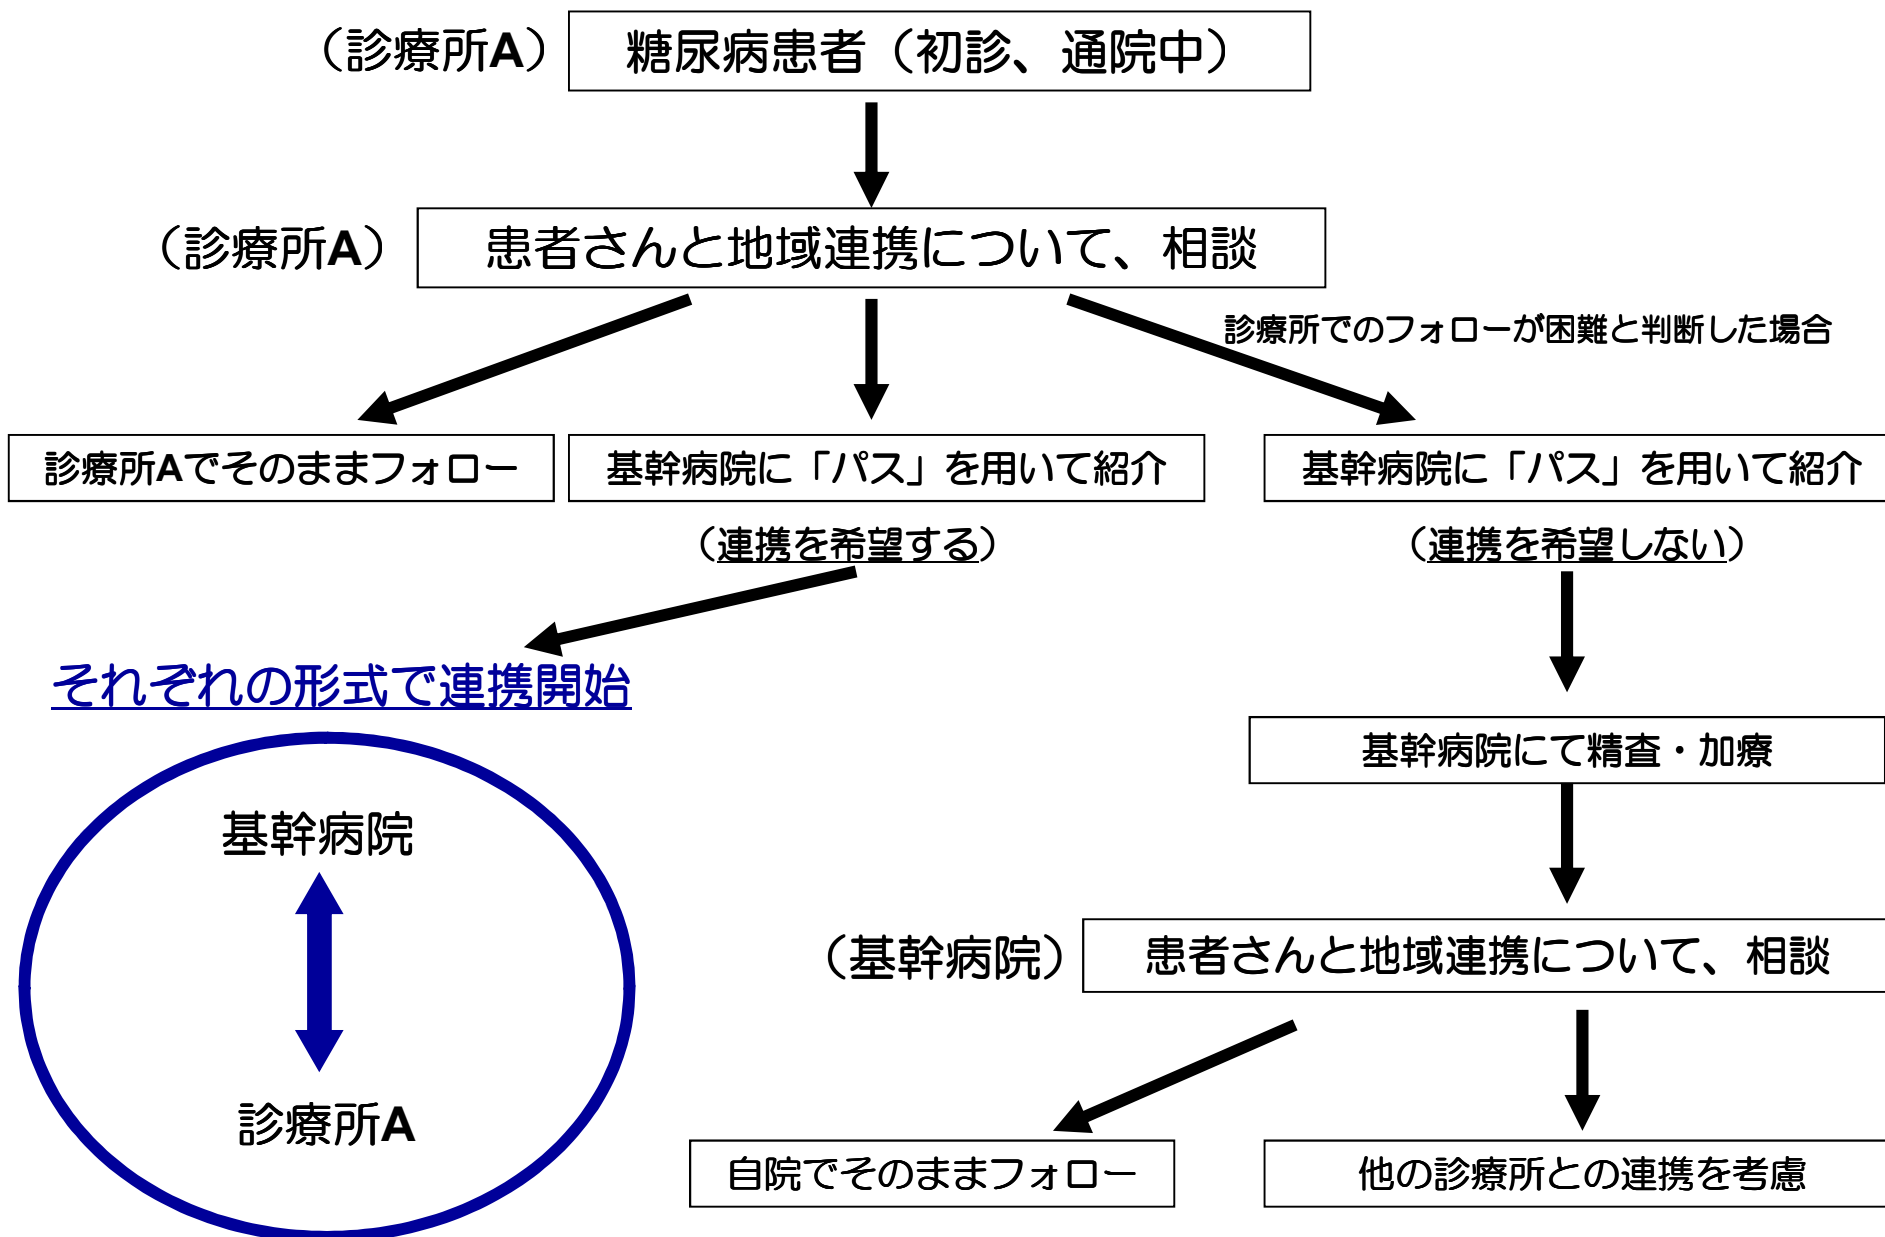 （診療所A） 糖尿病患者（初診、通院中）
（診療所A） 患者さんと地域連携について、相談
診療所でのフォローが困難と判断した場合
診療所Aでそのままフォロー
基幹病院に「パス」を用いて紹介
基幹病院に「パス」を用いて紹介
（連携を希望する）
（連携を希望しない）
それぞれの形式で連携開始
基幹病院
診療所A
基幹病院にて精査・加療
（基幹病院） 患者さんと地域連携について、相談
自院でそのままフォロー
他の診療所との連携を考慮